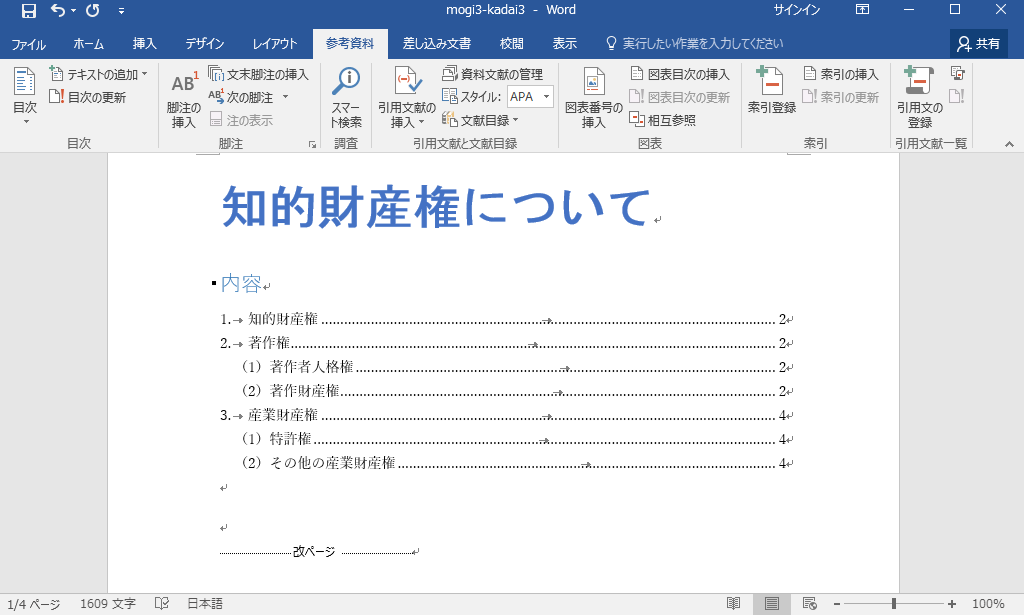 mogi3-kadai3 - Word サインイン
ファイル ホーム 挿入 デザイン レイアウト 参考資料 差し込み文書 校閲 表示 実行したい作業を入力してください 共有
目次
テキストの追加
目次の更新
目次
AB1
脚注の挿入
文末脚注の挿入
次の脚注
注の表示
脚注
スマート検索
調査
引用文献の挿入
資料文献の管理
スタイル: APA
文献目録
引用文献と文献目録
図表番号の挿入
図表目次の挿入
図表目次の更新
相互参照
図表
索引登録
索引の挿入
索引の更新
索引
引用文の登録
引用文献一覧
知的財産権について
内容
1. 知的財産権 2
2. 著作権 2
（1）著作者人格権 2
（2）著作財産権 2
3. 産業財産権 4
（1）特許権 4
（2）その他の産業財産権 4
改ページ
1/4 ページ 1609 文字 日本語 100%